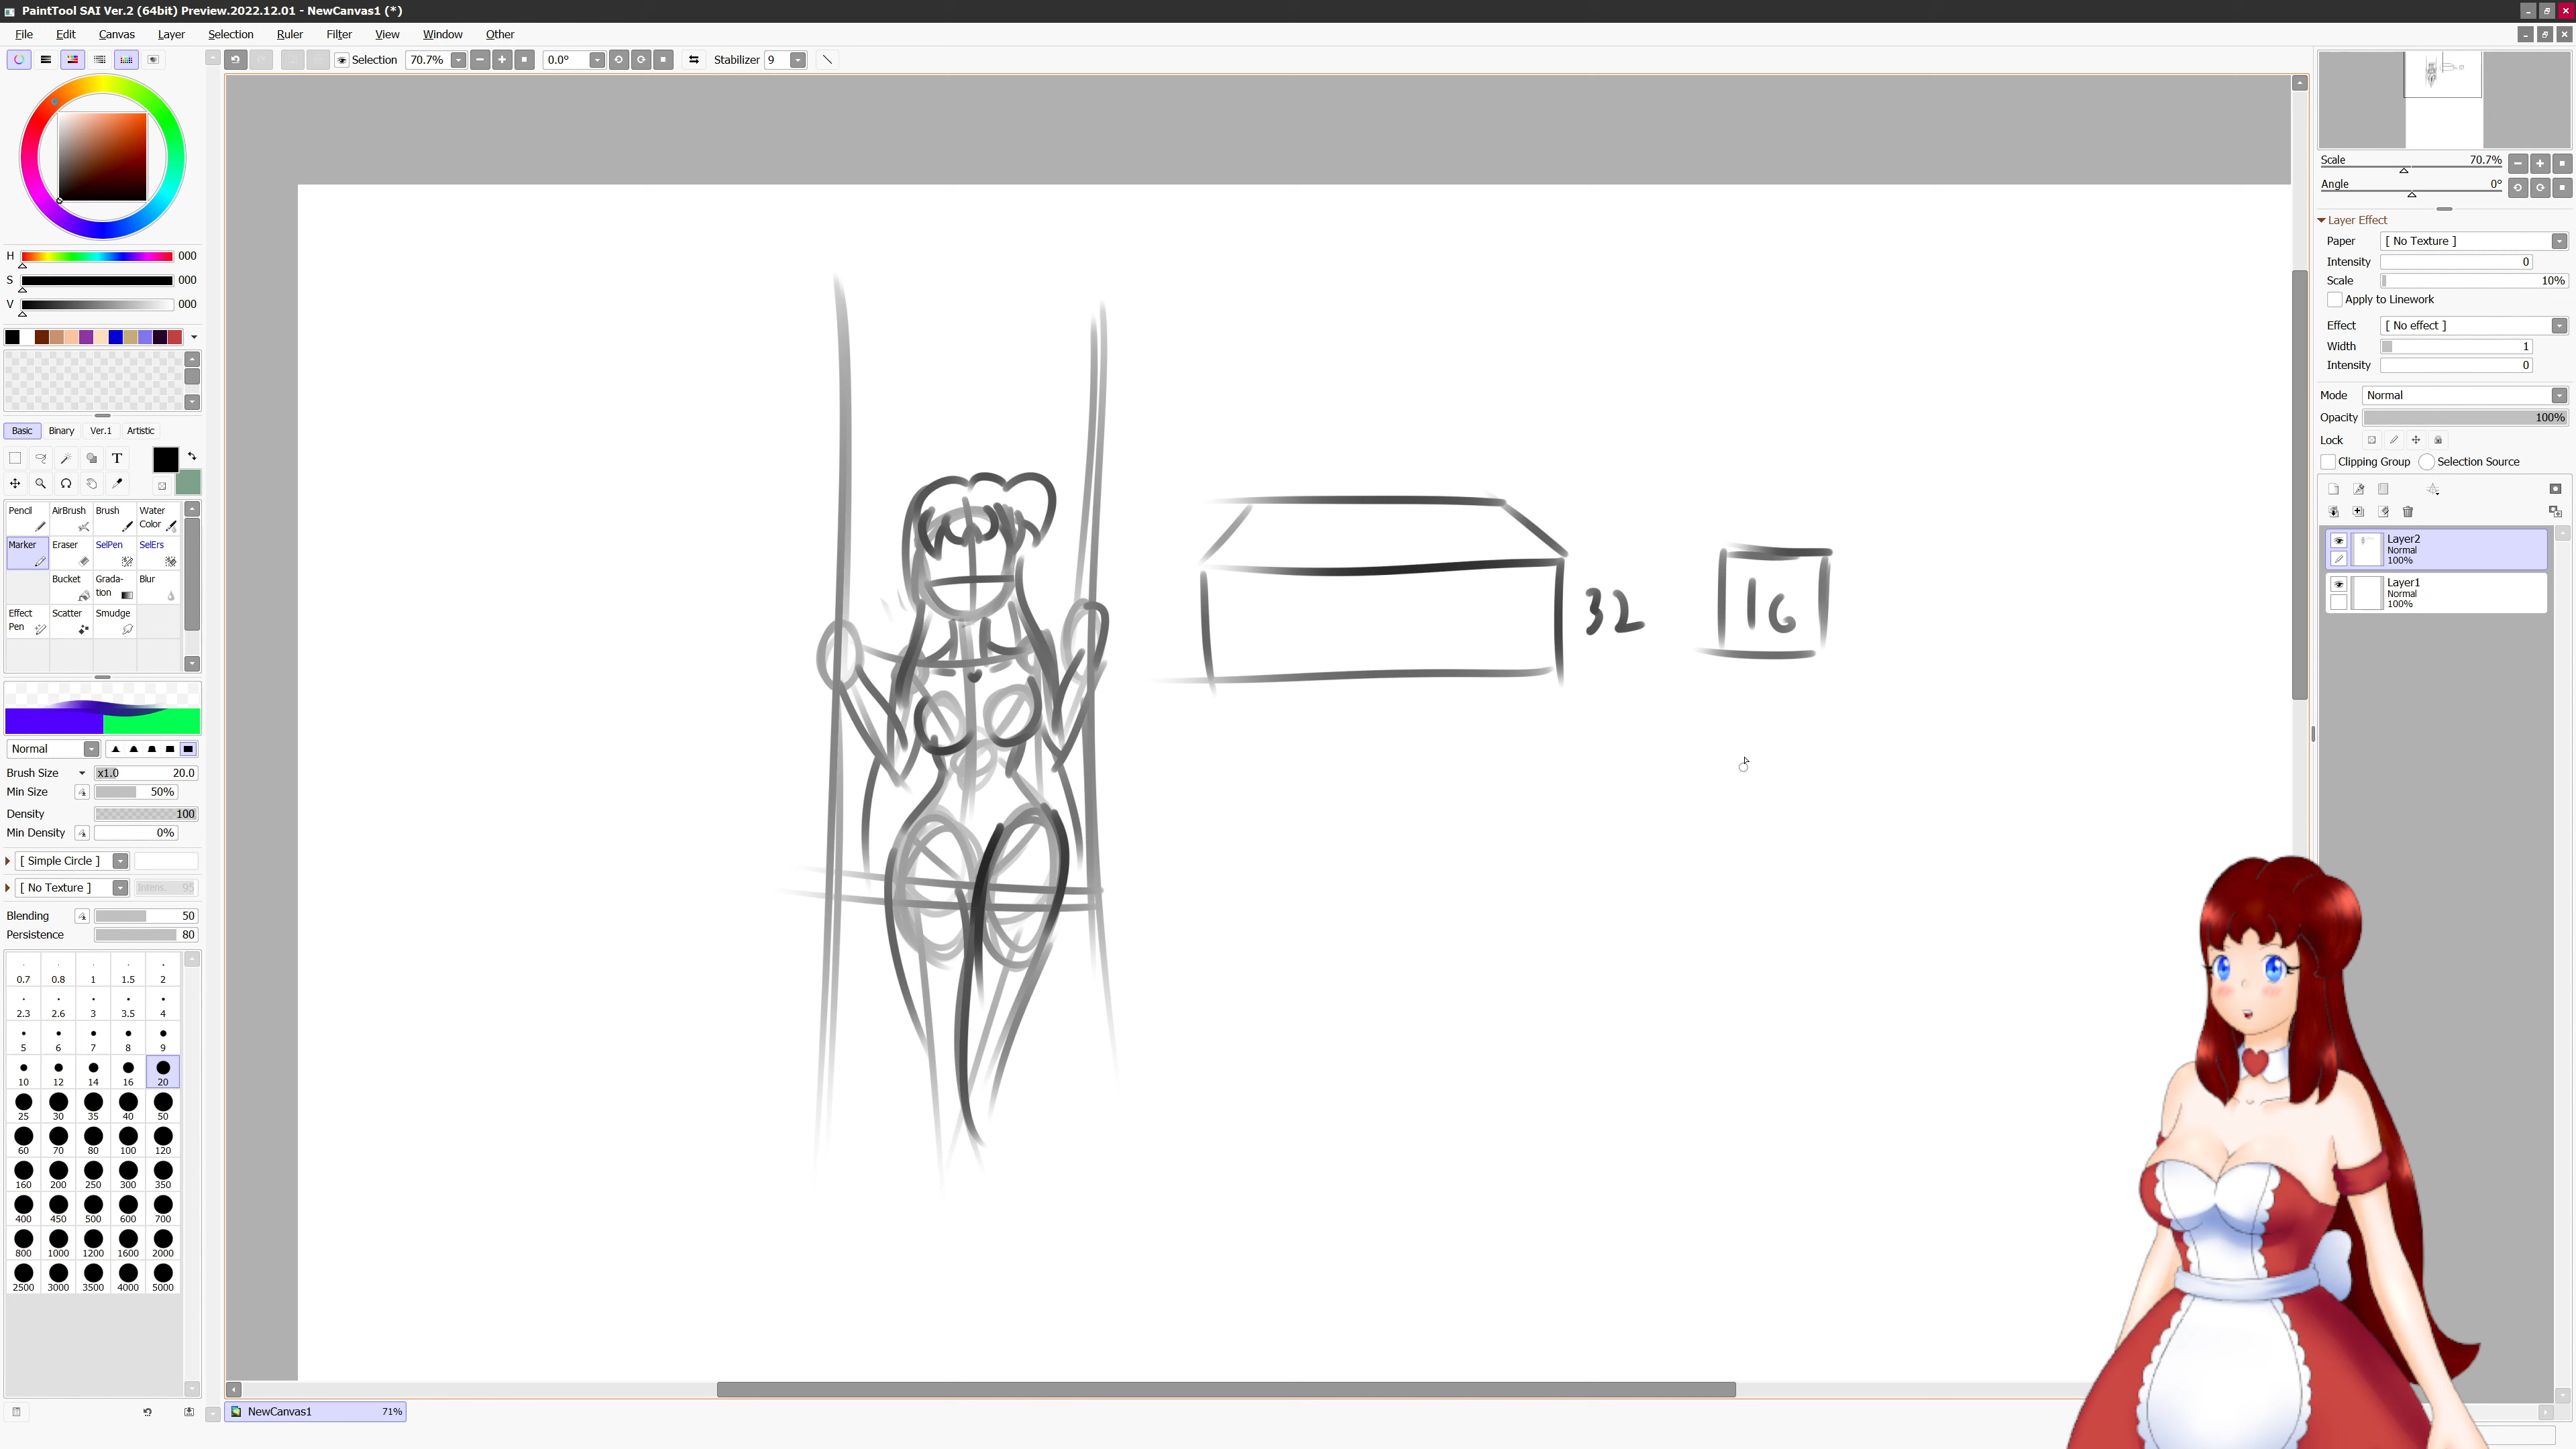 PaintTool SAI Ver.2 (64bit) Preview.2022.12.01 - NewCanvas1 (*)
File Edit Canvas Layer Selection Ruler Filter View Window Other
Selection 70.7% 0.0° Stabilizer 9
H 000
S 000
V 000
Basic Binary Ver.1 Artistic
T
Pencil AirBrush Brush Water Color
Marker Eraser SelPen SelErs
Bucket Grada-tion Blur
Effect Pen Scatter Smudge
Normal
Brush Size x1.0 20.0
Min Size 50%
Density 100
Min Density 0%
[ Simple Circle ]
[ No Texture ] Intens. 95
Blending 50
Persistence 80
0.7 0.8 1 1.5 2
2.3 2.6 3 3.5 4
5 6 7 8 9
10 12 14 16 20
25 30 35 40 50
60 70 80 100 120
160 200 250 300 350
400 450 500 600 700
800 1000 1200 1600 2000
2500 3000 3500 4000 5000
32
16
NewCanvas1 71%
Scale 70.7%
Angle 0°
Layer Effect
Paper [ No Texture ]
Intensity 0
Scale 10%
Apply to Linework
Effect [ No effect ]
Width 1
Intensity 0
Mode Normal
Opacity 100%
Lock
Clipping Group Selection Source
Layer2
Normal
100%
Layer1
Normal
100%